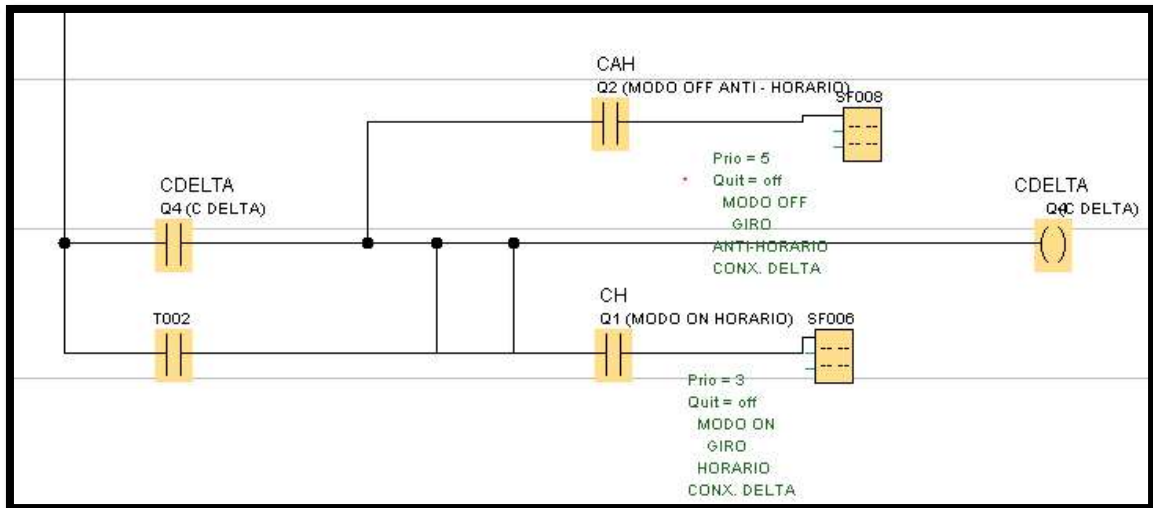 CAH
Q2 (MODO OFF ANTI - HORARIO)
SF008
Prio = 5
Quit = off
MODO OFF
GIRO
ANTI-HORARIO
CONX. DELTA
CDELTA
Q4 (C DELTA)
CDELTA
Q4(C DELTA)
T002
CH
Q1 (MODO ON HORARIO)
SF006
Prio = 3
Quit = off
MODO ON
GIRO
HORARIO
CONX. DELTA